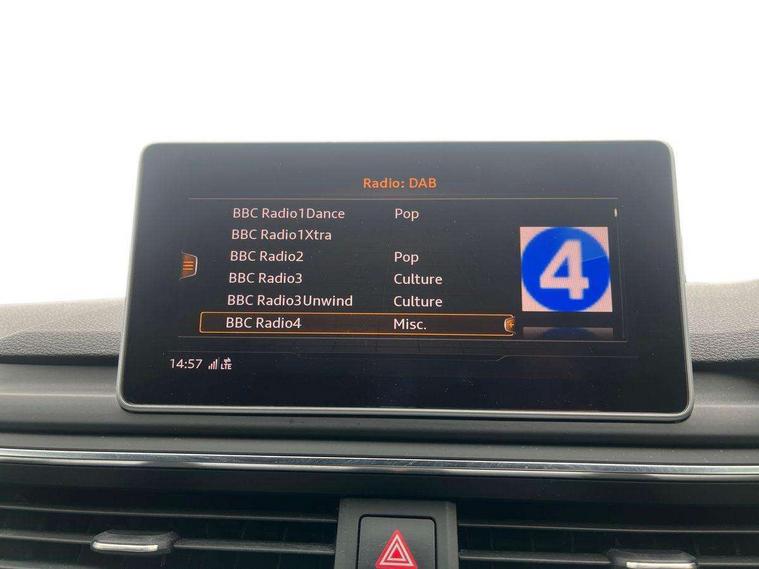 Radio: DAB
BBC Radio1Dance Pop
BBC Radio1Xtra
BBC Radio2 Pop
BBC Radio3 Culture
BBC Radio3Unwind Culture
BBC Radio4 Misc.
4
14:57 LTE